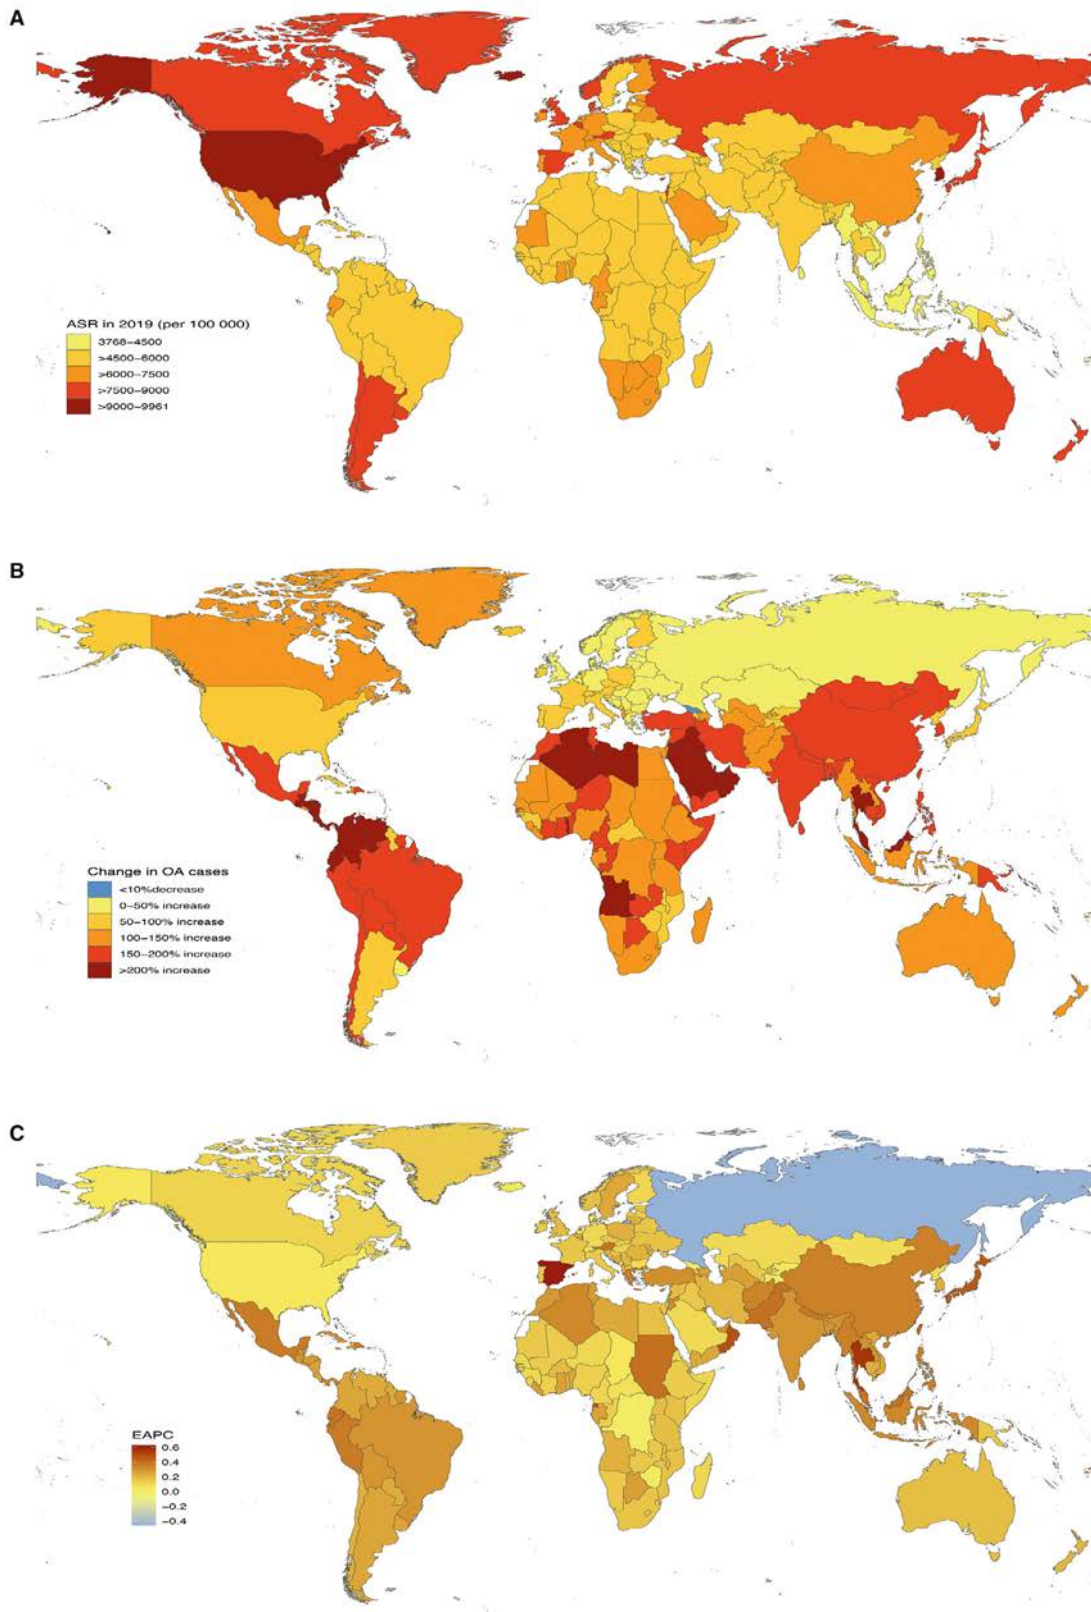 A
ASR in 2019 (per 100 000)
3768-4500
>4500-6000
>6000-7500
>7500-9000
>9000-9961
B
Change in OA cases
<10%decrease
0-50% increase
50-100% increase
100-150% increase
150-200% increase
>200% increase
C
EAPC
0.6
0.4
0.2
0.0
-0.2
-0.4